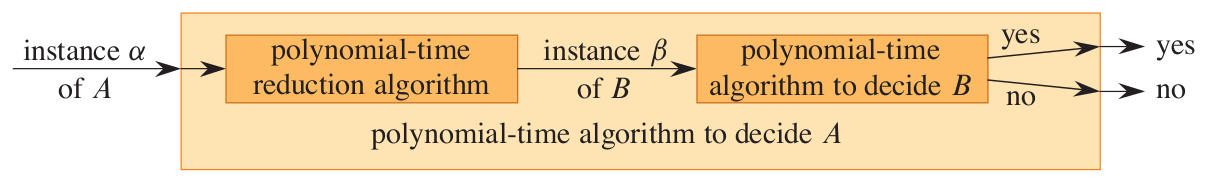 instance α
of A
polynomial-time
reduction algorithm
instance β
of B
polynomial-time
algorithm to decide B
yes
no
yes
no
polynomial-time algorithm to decide A